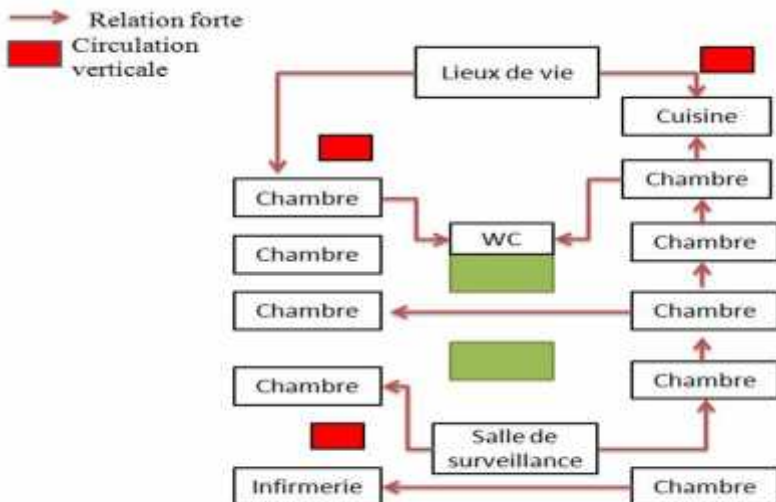 Relation forte
Circulation
verticale
Lieux de vie
Cuisine
Chambre
Chambre
WC
Chambre
Chambre
Chambre
Chambre
Chambre
Chambre
Salle de
surveillance
Infirmerie
Chambre